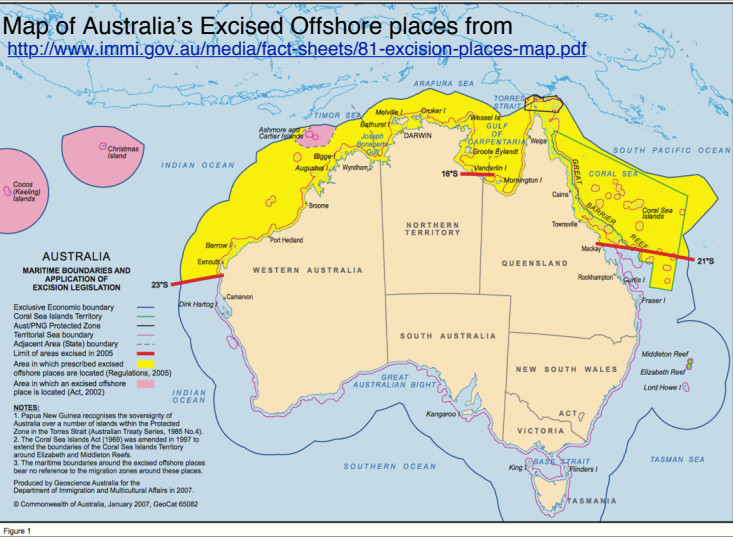 Map of Australia's Excised Offshore places from
http://www.immi.gov.au/media/fact-sheets/81-excision-places-map.pdf
ARAFURA SEA
TORRES
STRAIT
TIMOR SEA
Melville I
Croker I
Bathurst I
Wessel Is
Ashmore and
Cartier Islands
DARWIN
GULF
OF
CARPENTARIA
Joseph
Bonaparte
Gulf
Weipa
Christmas
Island
Groote Eylandt
SOUTH PACIFIC OCEAN
INDIAN OCEAN
Bigge I
Augustus I
Wyndham
Vanderlin I
16°S
Mornington I
GREAT
BARRIER
REEF
CORAL SEA
Cocos
(Keeling)
Islands
Cairns
Coral Sea
Islands
Broome
Townsville
NORTHERN
TERRITORY
Port Hedland
Barrow I
Mackay
AUSTRALIA
MARITIME BOUNDARIES AND
APPLICATION OF
EXCISION LEGISLATION
Exmouth
WESTERN AUSTRALIA
QUEENSLAND
21°S
Rockhampton
Curtis I
23°S
Carnarvon
Dirk Hartog I
Fraser I
Exclusive Economic boundary
Coral Sea Islands Territory
Aust/PNG Protected Zone
Territorial Sea boundary
Adjacent Area (State) boundary
Limit of areas excised in 2005
Area in which prescribed excised
offshore places are located (Regulations, 2005)
Area in which an excised offshore
place is located (Act, 2002)
SOUTH AUSTRALIA
NEW SOUTH WALES
Middleton Reef
Elizabeth Reef
Lord Howe I
INDIAN
OCEAN
GREAT
AUSTRALIAN BIGHT
NOTES:
1. Papua New Guinea recognises the sovereignty of
Australia over a number of islands within the Protected
Zone in the Torres Strait (Australian Treaty Series, 1985 No.4).
2. The Coral Sea Islands Act (1969) was amended in 1997 to
extend the boundaries of the Coral Sea Islands Territory
around Elizabeth and Middleton Reefs.
3. The maritime boundaries around the excised offshore places
bear no reference to the migration zones around these places.
Kangaroo I
ACT
VICTORIA
SOUTHERN OCEAN
King I
BASS STRAIT
Flinders I
TASMAN SEA
TASMANIA
Produced by Geoscience Australia for the
Department of Immigration and Multicultural Affairs in 2007.
© Commonwealth of Australia, January 2007, GeoCat 65082
Figure 1